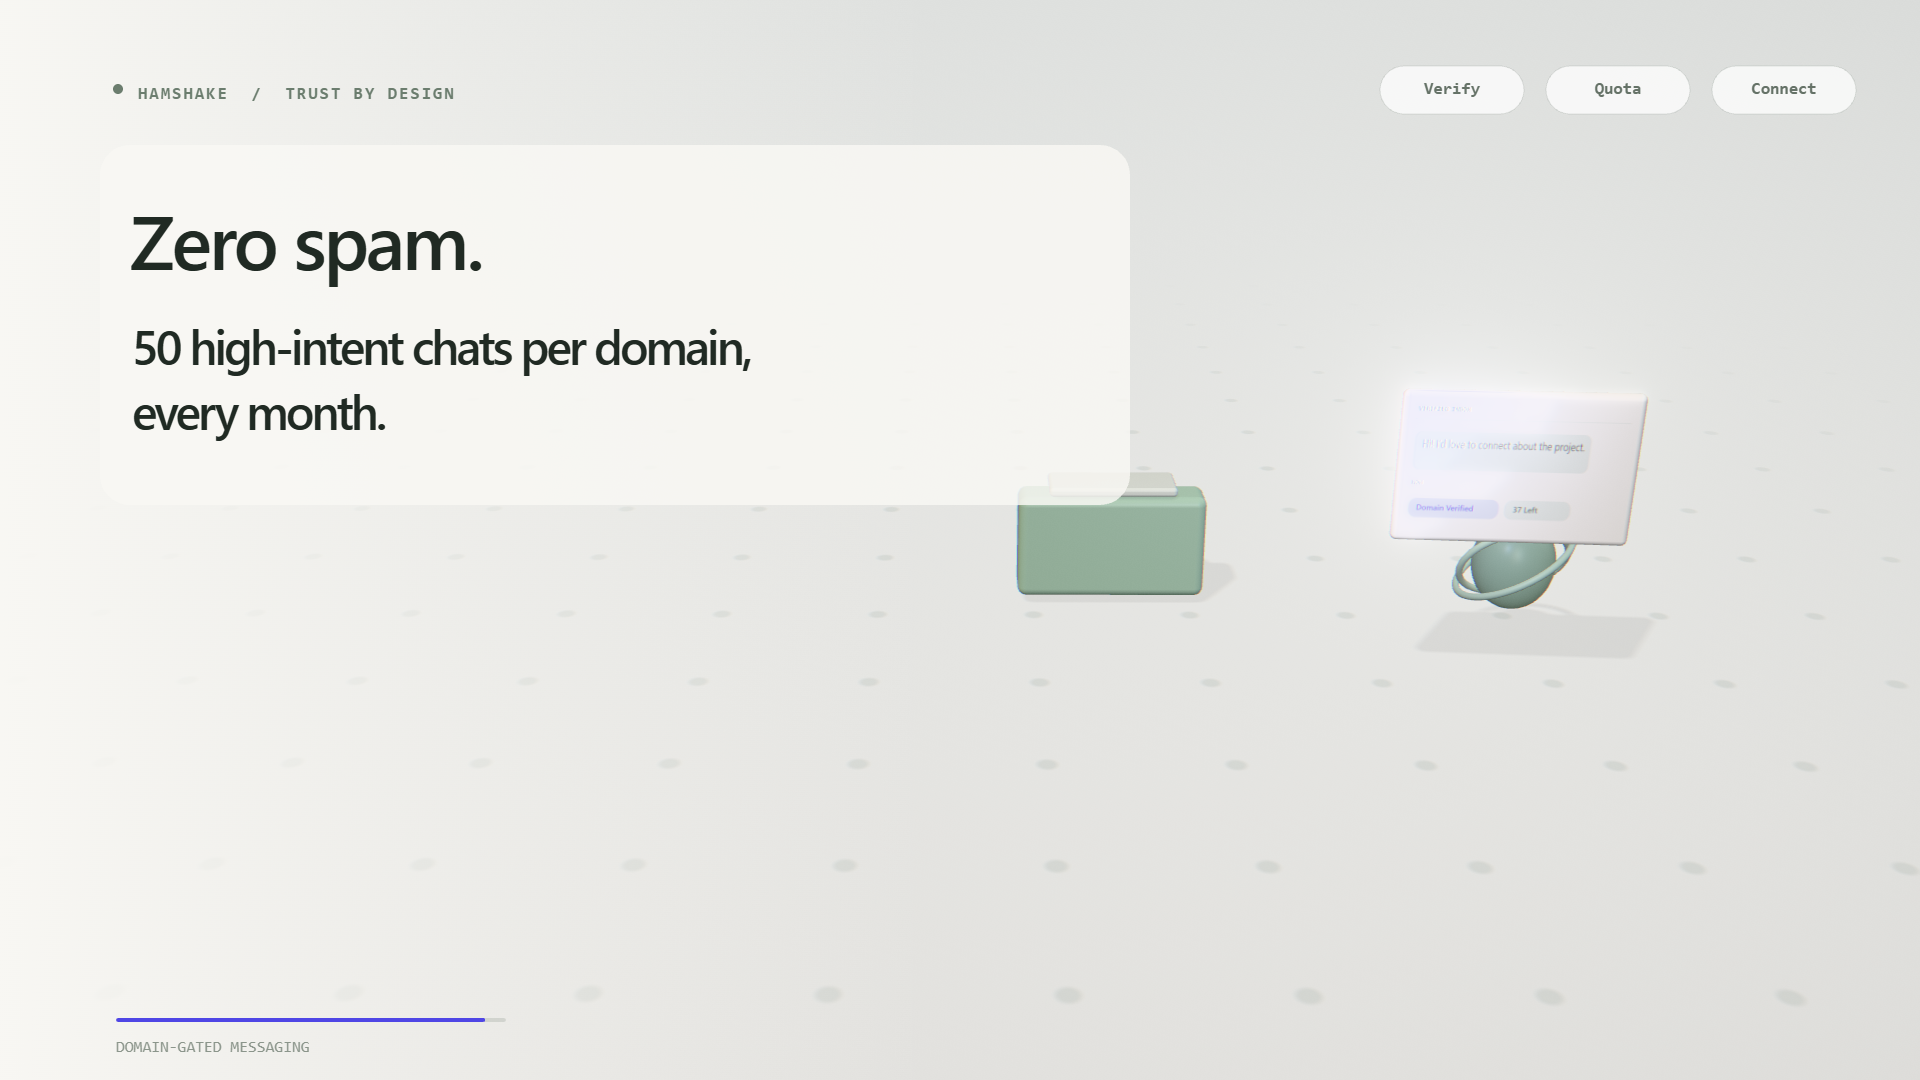 HAMSHAKE / TRUST BY DESIGN
Verify
Quota
Connect
Zero spam.
50 high-intent chats per domain,
every month.
Hi! I'd love to connect about the project.
Domain Verified
37 Left
DOMAIN-GATED MESSAGING